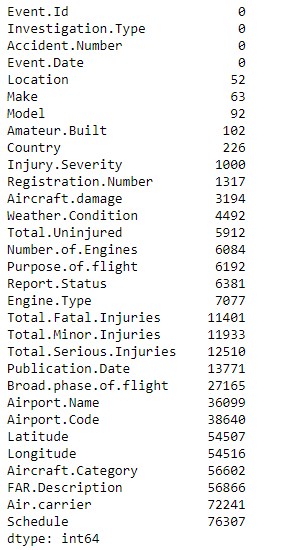 Event.Id 0
Investigation.Type 0
Accident.Number 0
Event.Date 0
Location 52
Make 63
Model 92
Amateur.Built 102
Country 226
Injury.Severity 1000
Registration.Number 1317
Aircraft.damage 3194
Weather.Condition 4492
Total.Uninjured 5912
Number.of.Engines 6084
Purpose.of.flight 6192
Report.Status 6381
Engine.Type 7077
Total.Fatal.Injuries 11401
Total.Minor.Injuries 11933
Total.Serious.Injuries 12510
Publication.Date 13771
Broad.phase.of.flight 27165
Airport.Name 36099
Airport.Code 38640
Latitude 54507
Longitude 54516
Aircraft.Category 56602
FAR.Description 56866
Air.carrier 72241
Schedule 76307
dtype: int64